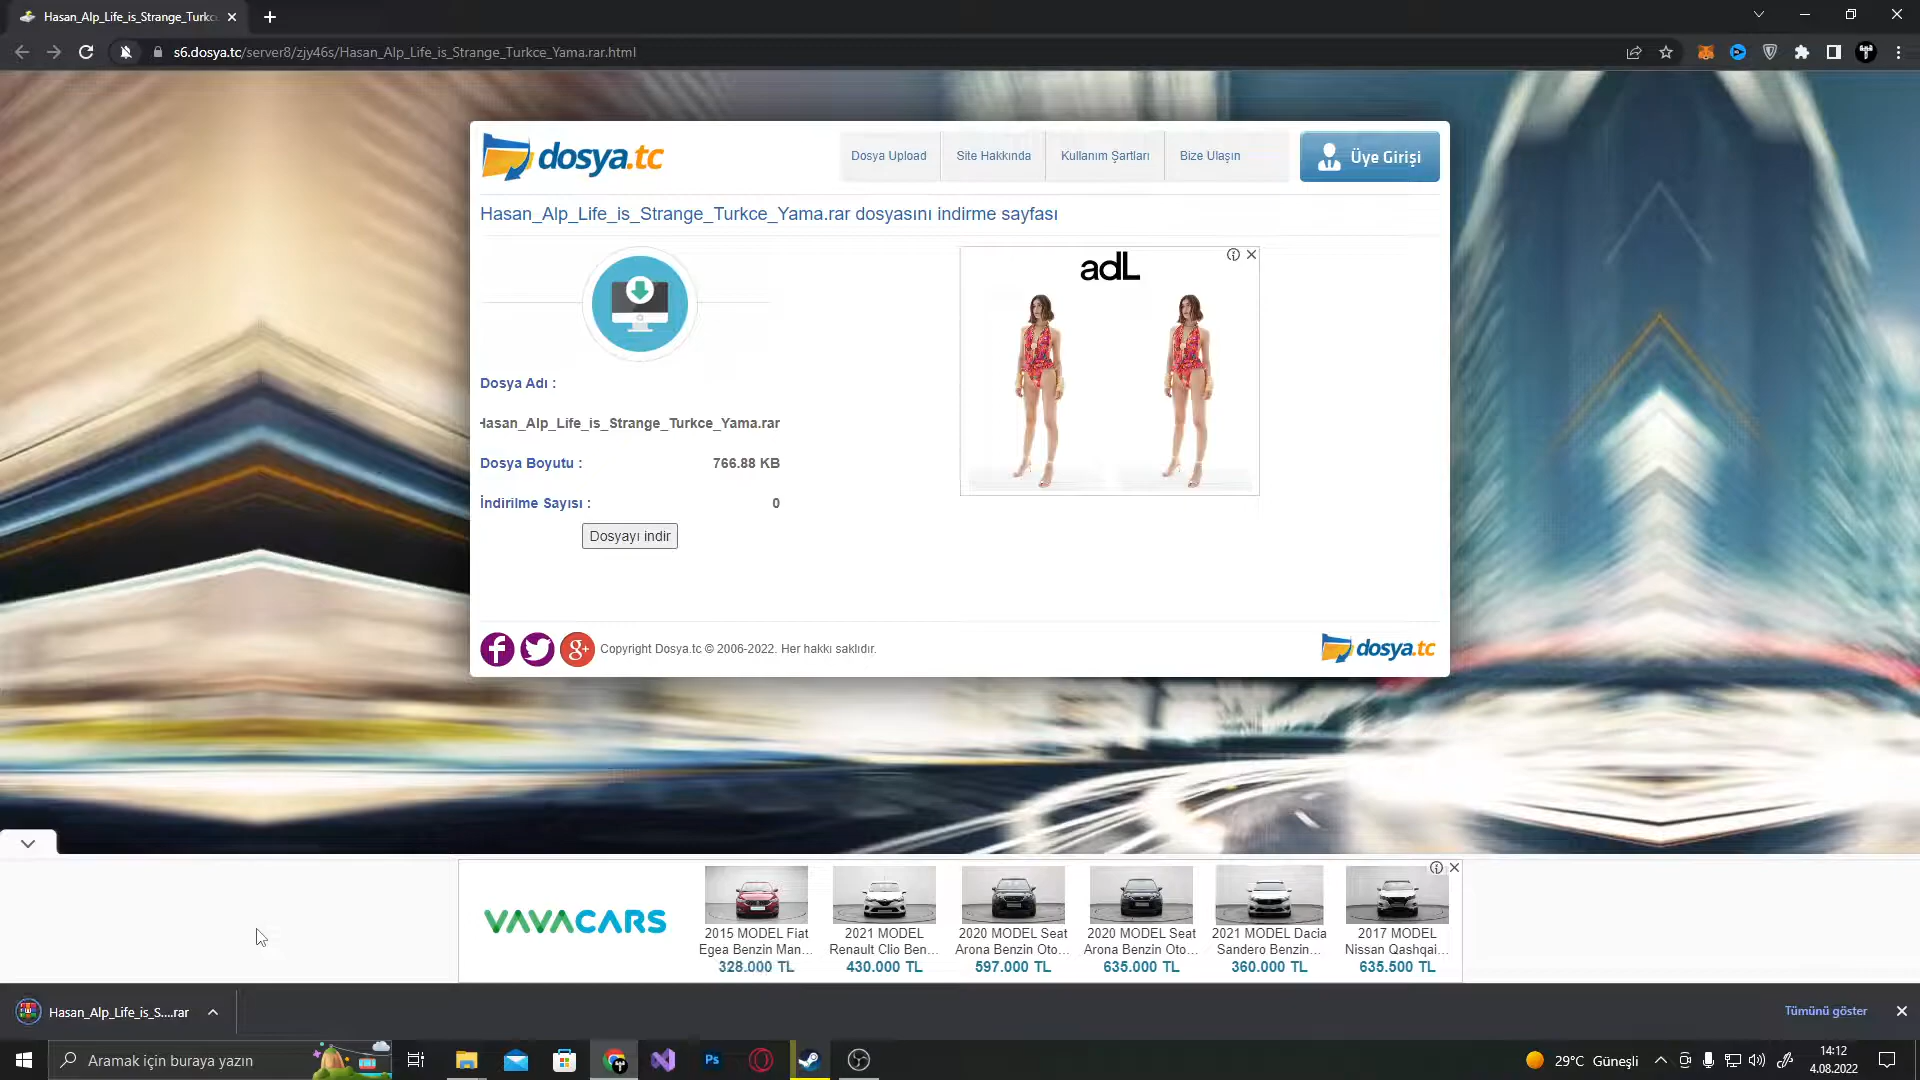 Hasan_Alp_Life_is_Strange_Turkc
s6.dosya.tc/server8/zjy46s/Hasan_Alp_Life_is_Strange_Turkce_Yama.rar.html
dosya.tc
Dosya Upload
Site Hakkında
Kullanım Şartları
Bize Ulaşın
Üye Girişi
Hasan_Alp_Life_is_Strange_Turkce_Yama.rar dosyasını indirme sayfası
adL
Dosya Adı :
Hasan_Alp_Life_is_Strange_Turkce_Yama.rar
Dosya Boyutu : 766.88 KB
İndirilme Sayısı : 0
Dosyayı indir
Copyright Dosya.tc © 2006-2022. Her hakkı saklıdır.
dosya.tc
VAVACARS
2015 MODEL Fiat
Egea Benzin Man...
328.000 TL
2021 MODEL
Renault Clio Ben...
430.000 TL
2020 MODEL Seat
Arona Benzin Oto...
597.000 TL
2020 MODEL Seat
Arona Benzin Oto...
635.000 TL
2021 MODEL Dacia
Sandero Benzin...
360.000 TL
2017 MODEL
Nissan Qashqai...
635.500 TL
Hasan_Alp_Life_is_S....rar
Tümünü göster
Aramak için buraya yazın
Ps
29°C Güneşli
14:12
4.08.2022